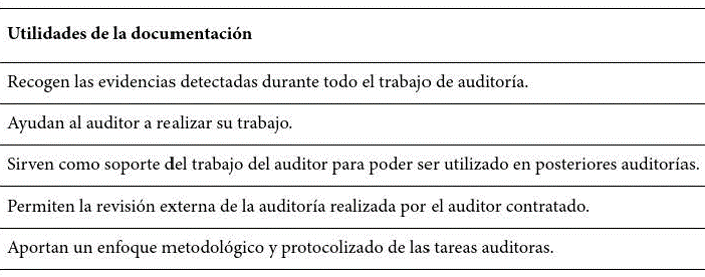 Utilidades de la documentación
Recogen las evidencias detectadas durante todo el trabajo de auditoría.
Ayudan al auditor a realizar su trabajo.
Sirven como soporte del trabajo del auditor para poder ser utilizado en posteriores auditorías.
Permiten la revisión externa de la auditoría realizada por el auditor contratado.
Aportan un enfoque metodológico y protocolizado de las tareas auditoras.